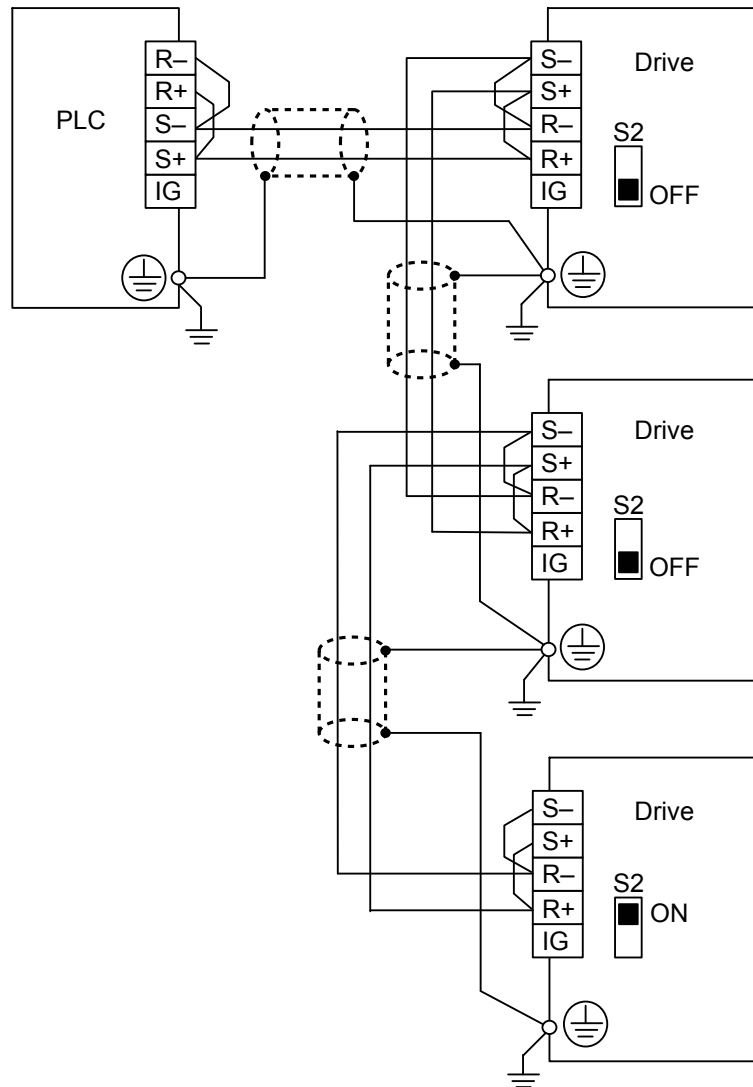 PLC
R–
R+
S–
S+
IG
S–
S+
R–
R+
IG
Drive
S2
OFF
S–
S+
R–
R+
IG
Drive
S2
OFF
S–
S+
R–
R+
IG
Drive
S2
ON